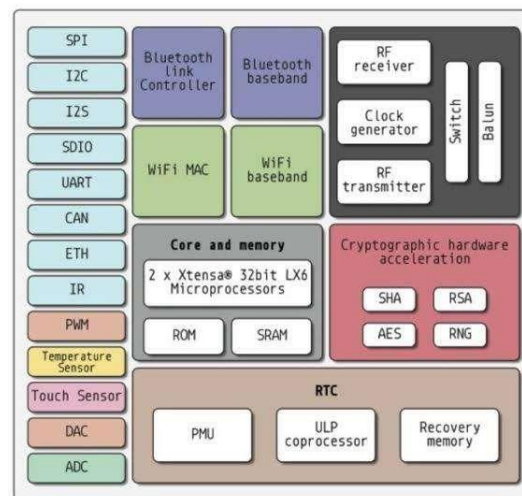 SPI
I2C
I2S
SDIO
UART
CAN
ETH
IR
PWM
Temperature
Sensor
Touch Sensor
DAC
ADC
Bluetooth
link
Controller
Bluetooth
baseband
WiFi MAC
WiFi
baseband
RF
receiver
Clock
generator
RF
transmitter
Switch
Balun
Core and memory
2 x Xtensa® 32bit LX6
Microprocessors
ROM
SRAM
Cryptographic hardware
acceleration
SHA
RSA
AES
RNG
RTC
PMU
ULP
coprocessor
Recovery
memory